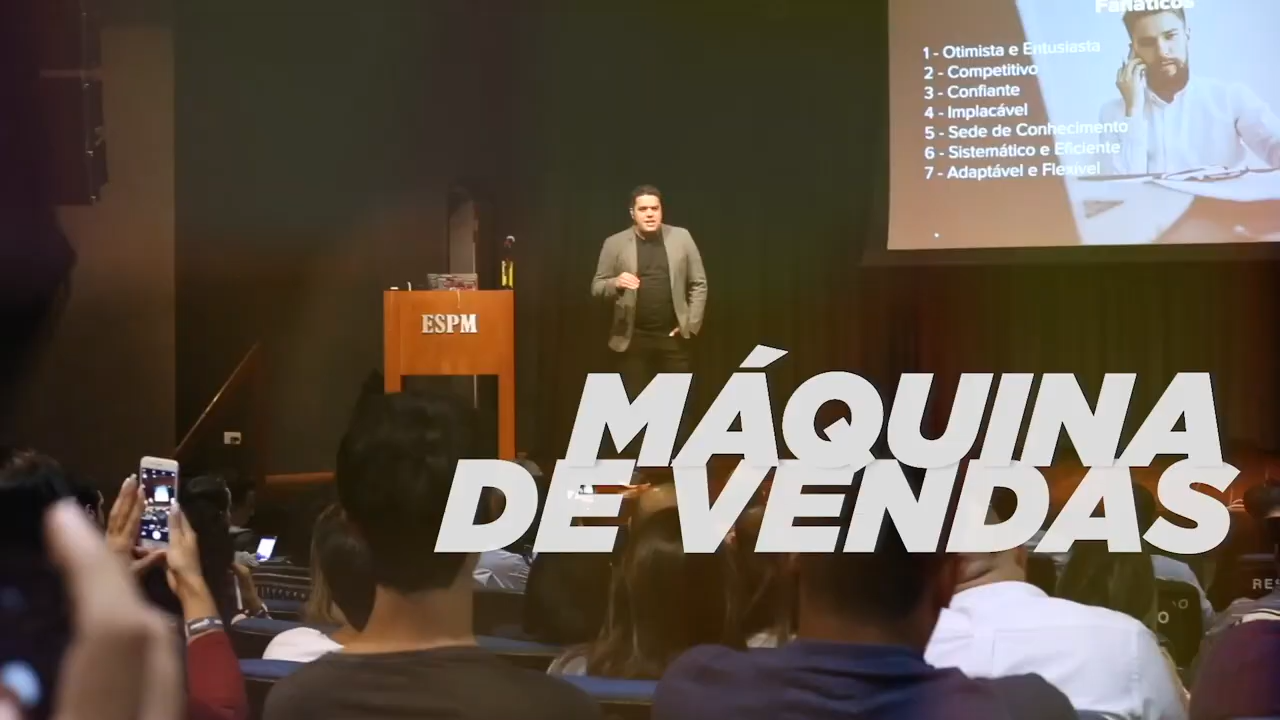 Fanáticos
1 - Otimista e Entusiasta
2 - Competitivo
3 - Confiante
4 - Implacável
5 - Sede de Conhecimento
6 - Sistemático e Eficiente
7 - Adaptável e Flexível
ESPM
MÁQUINA
DE VENDAS